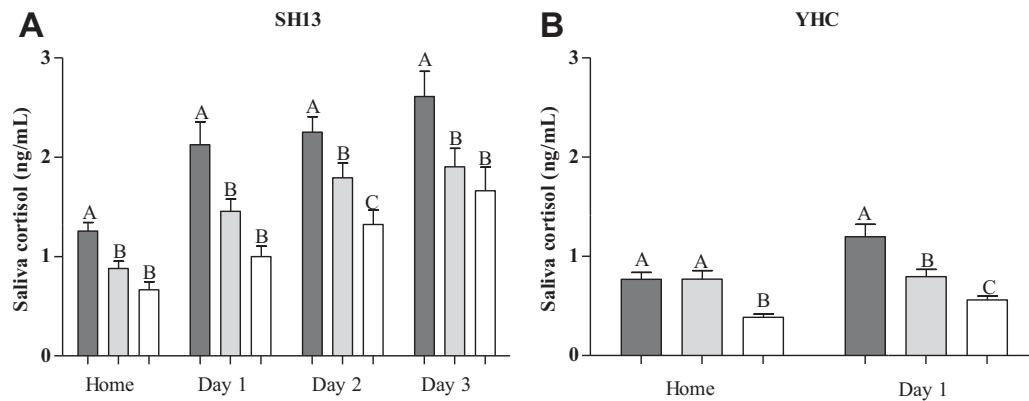 A
SH13
Saliva cortisol (ng/mL)
3
2
1
0
A
B
B
A
B
B
A
B
C
A
B
B
Home
Day 1
Day 2
Day 3
B
YHC
Saliva cortisol (ng/mL)
3
2
1
0
A
A
B
A
B
C
Home
Day 1